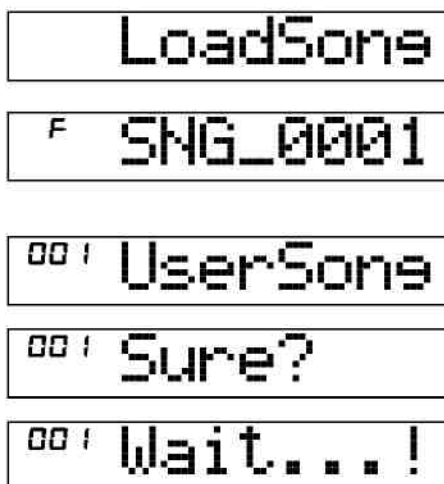 LoadSong
F SNG_0001
001 UserSong
001 Sure?
001 Wait...!